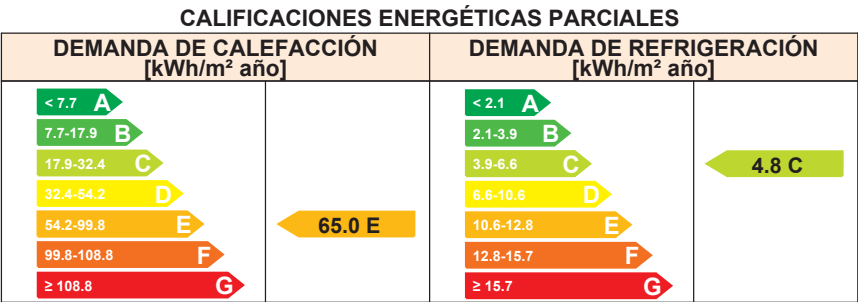 CALIFICACIONES ENERGÉTICAS PARCIALES
DEMANDA DE CALEFACCIÓN
[kWh/m² año]
DEMANDA DE REFRIGERACIÓN
[kWh/m² año]
< 7.7 A
7.7-17.9 B
17.9-32.4 C
32.4-54.2 D
54.2-99.8 E
99.8-108.8 F
≥ 108.8 G
65.0 E
< 2.1 A
2.1-3.9 B
3.9-6.6 C
6.6-10.6 D
10.6-12.8 E
12.8-15.7 F
≥ 15.7 G
4.8 C